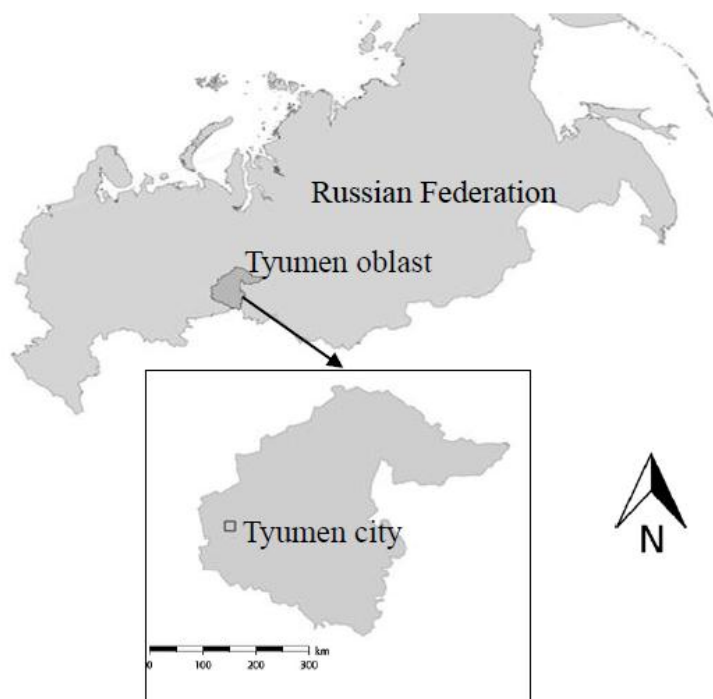 Russian Federation
Tyumen oblast
Tyumen city
N
km
0 100 200 300